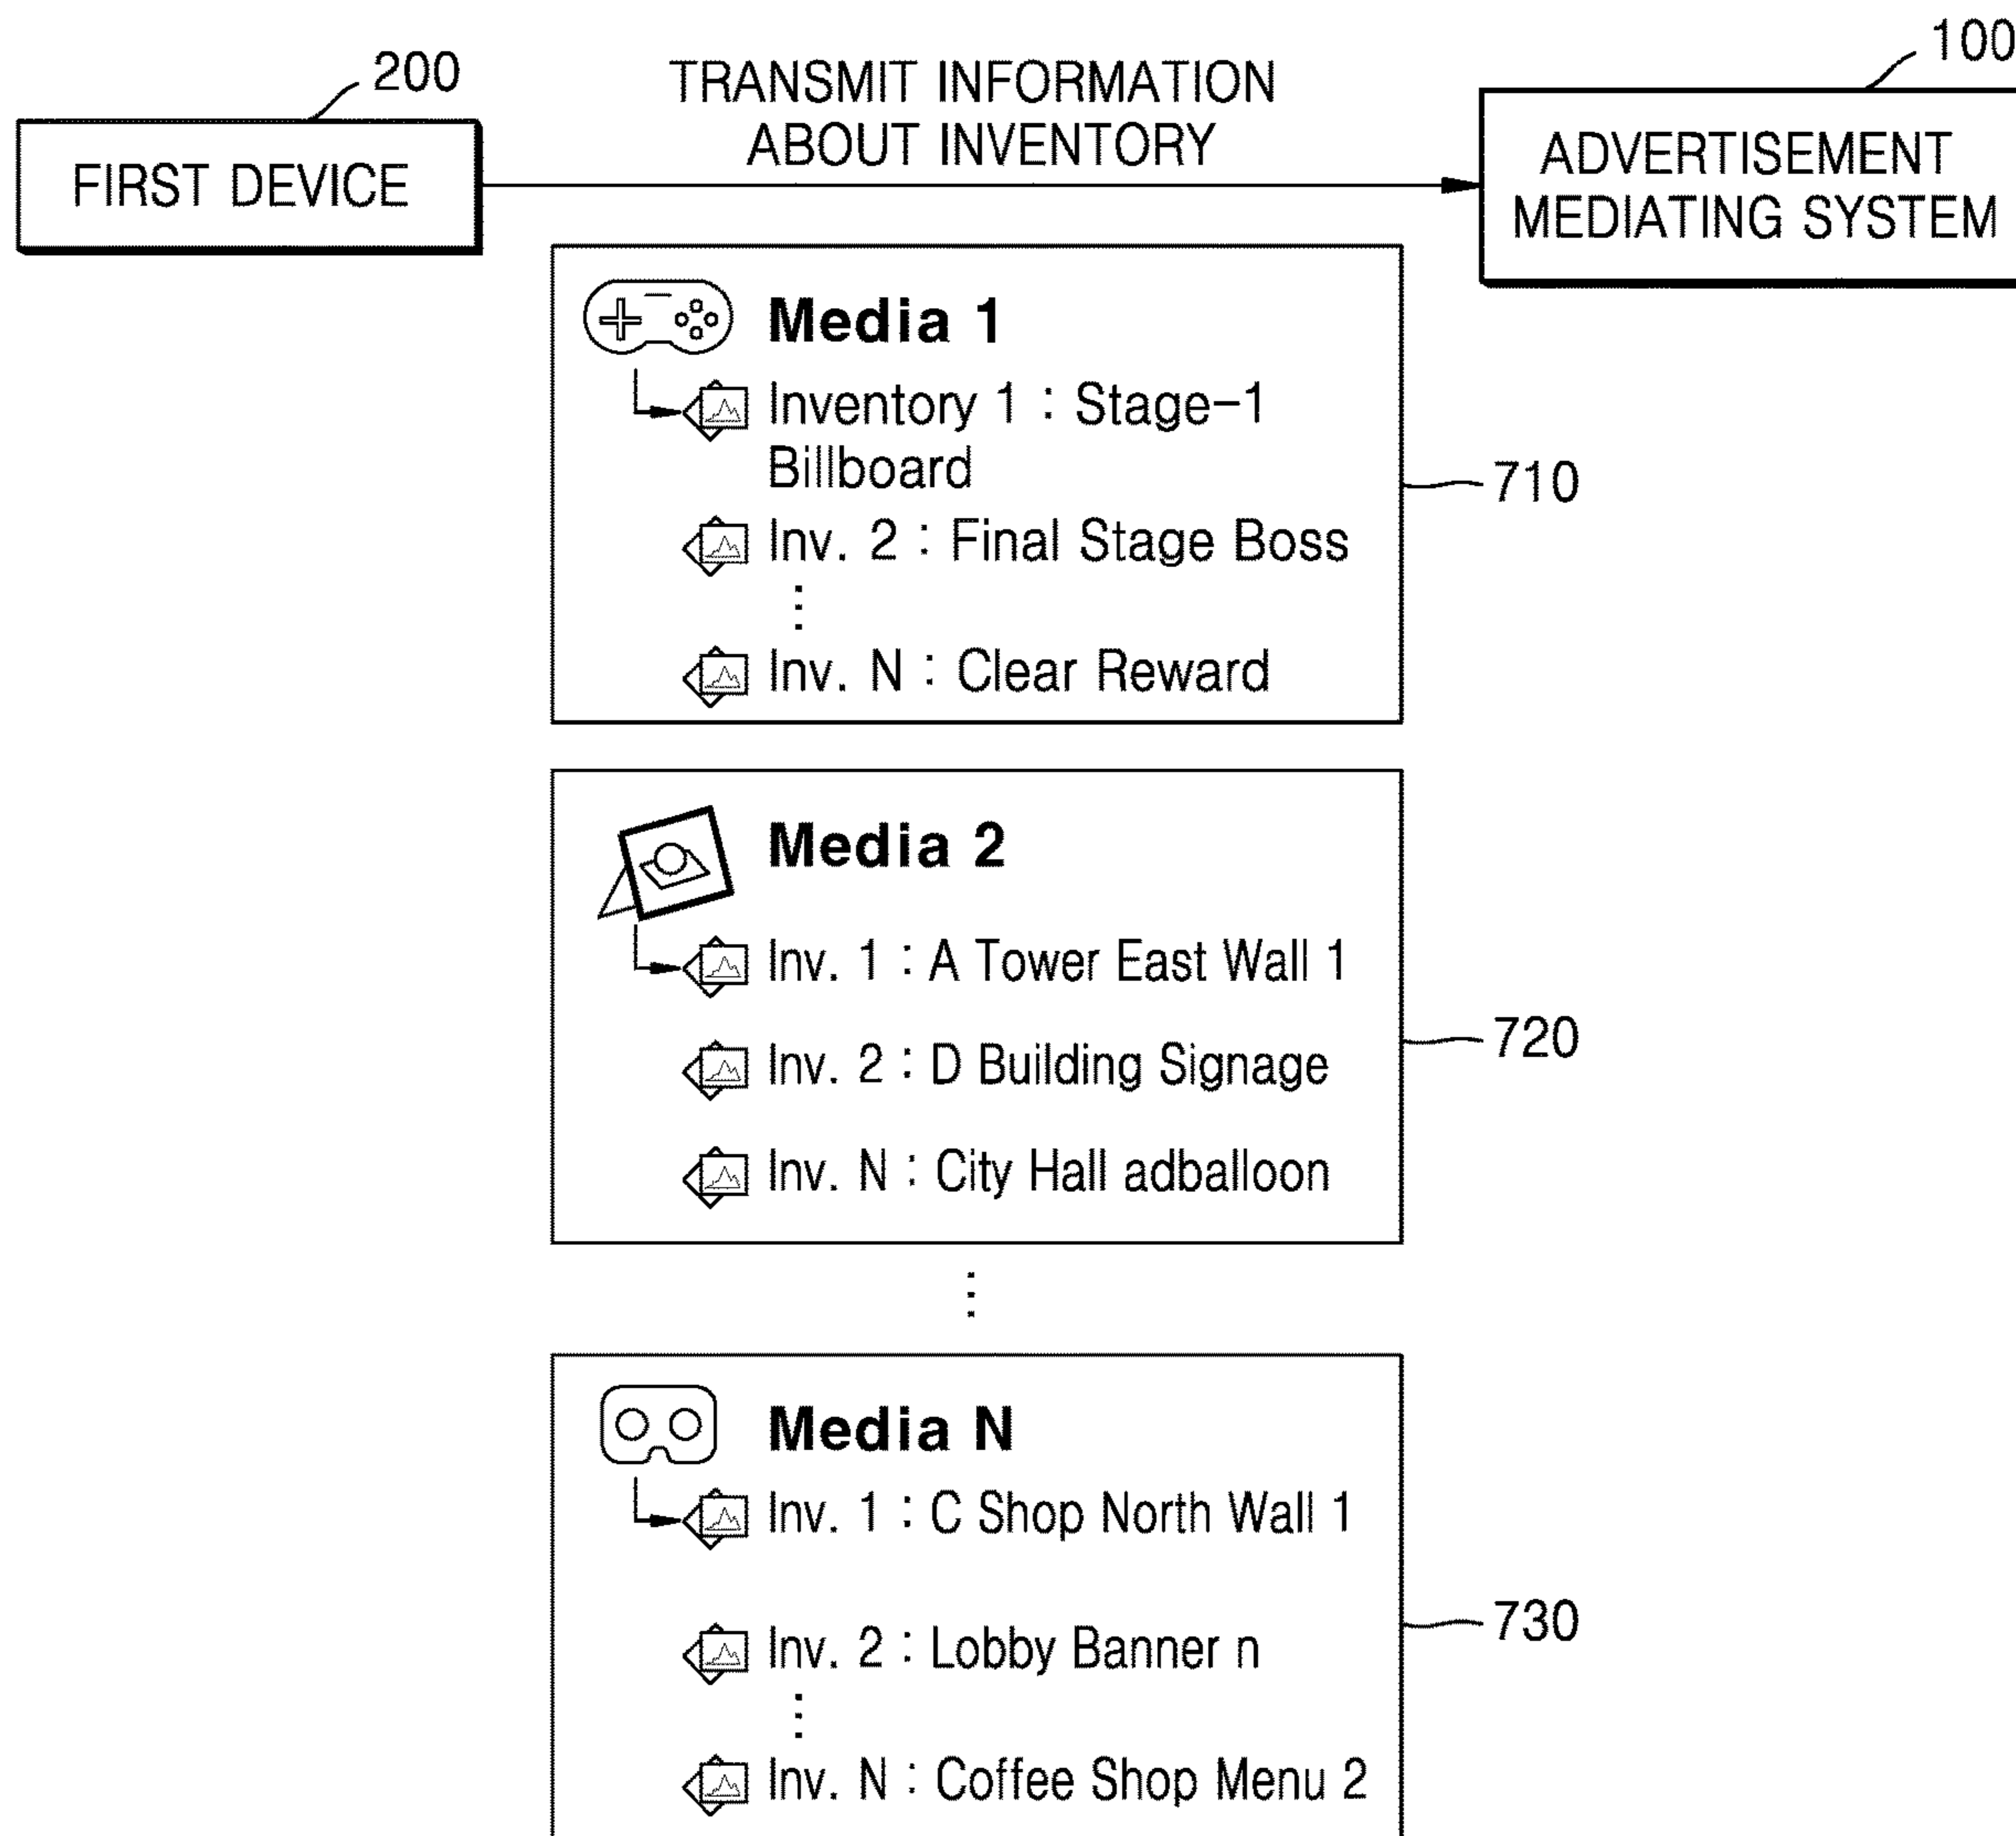 200
TRANSMIT INFORMATION
ABOUT INVENTORY
100
FIRST DEVICE
ADVERTISEMENT
MEDIATING SYSTEM
Media 1
Inventory 1 : Stage-1
Billboard
Inv. 2 : Final Stage Boss
⋮
Inv. N : Clear Reward
710
Media 2
Inv. 1 : A Tower East Wall 1
Inv. 2 : D Building Signage
Inv. N : City Hall adballoon
720
⋮
Media N
Inv. 1 : C Shop North Wall 1
Inv. 2 : Lobby Banner n
⋮
Inv. N : Coffee Shop Menu 2
730